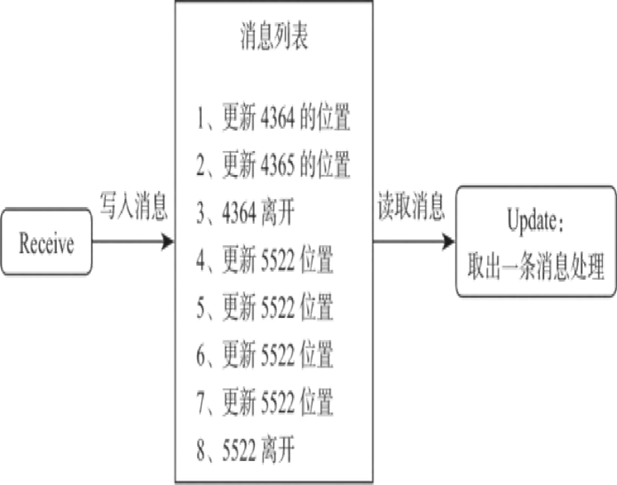 消息列表
1、更新 4364 的位置
2、更新 4365 的位置
3、4364 离开
4、更新 5522 位置
5、更新 5522 位置
6、更新 5522 位置
7、更新 5522 位置
8、5522 离开
Receive
写入消息
读取消息
Update：
取出一条消息处理